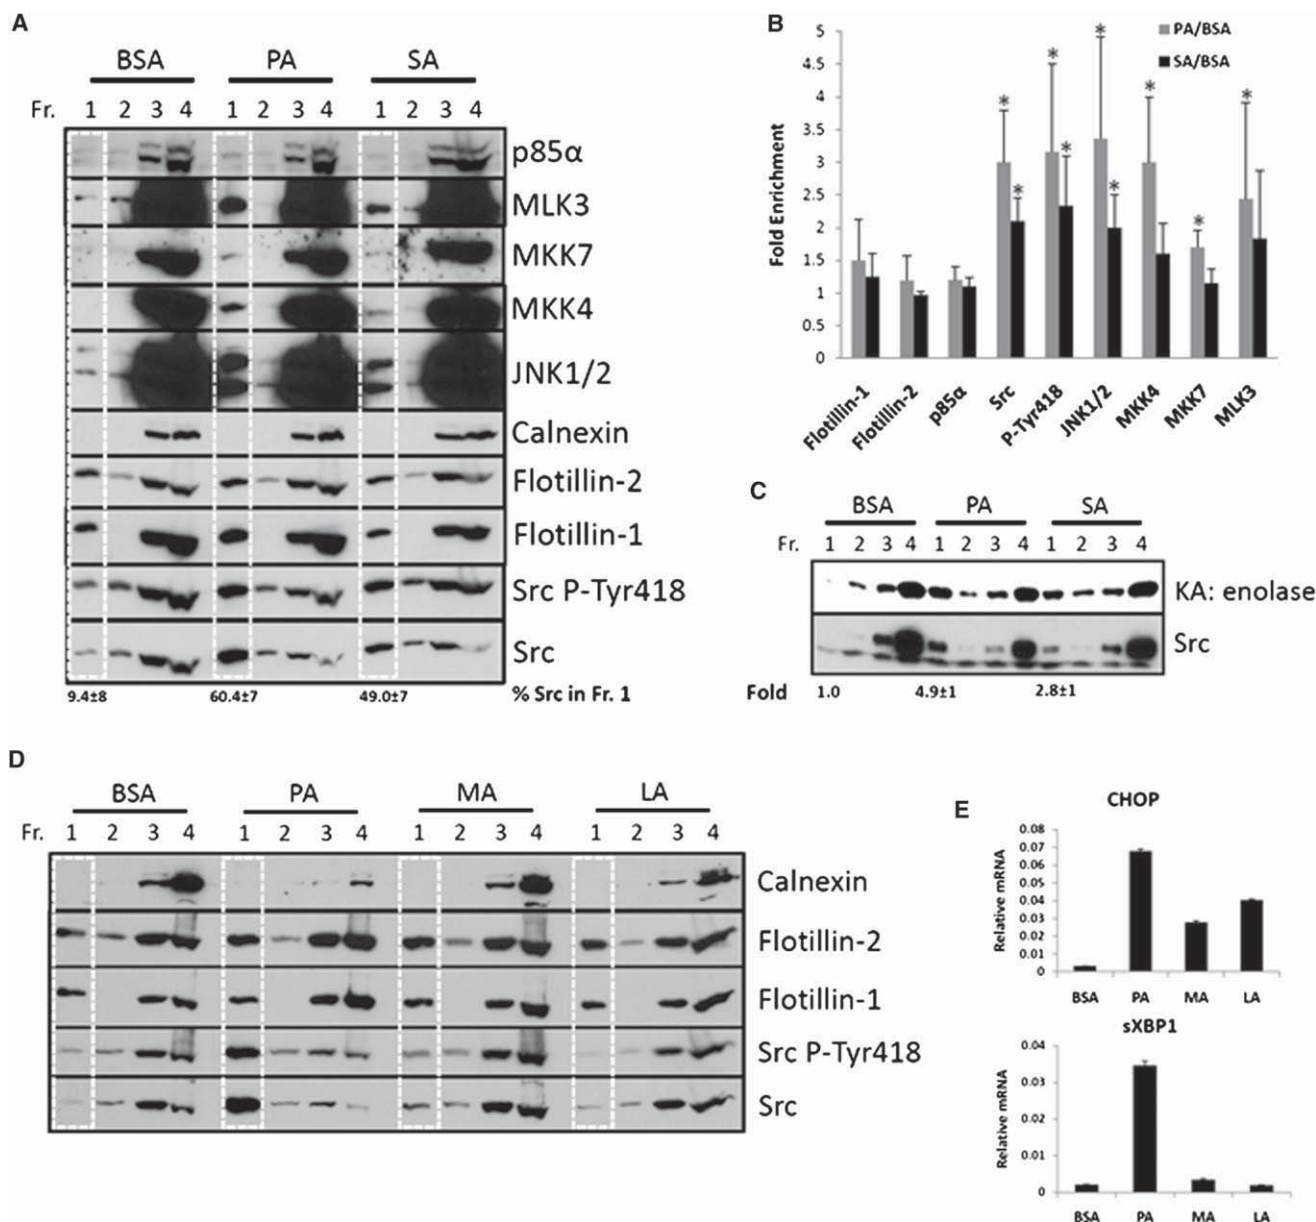 A
BSA PA SA
Fr. 1 2 3 4 1 2 3 4 1 2 3 4
p85α
MLK3
MKK7
MKK4
JNK1/2
Calnexin
Flotillin-2
Flotillin-1
Src P-Tyr418
Src
9.4±8 60.4±7 49.0±7 % Src in Fr. 1
B
PA/BSA
SA/BSA
5
4.5
4
3.5
3
2.5
2
1.5
1
0.5
0
Fold Enrichment
* * * * * * * * *
Flotillin-1 Flotillin-2 p85α Src P-Tyr418 JNK1/2 MKK4 MKK7 MLK3
C
BSA PA SA
Fr. 1 2 3 4 1 2 3 4 1 2 3 4
KA: enolase
Src
Fold 1.0 4.9±1 2.8±1
D
BSA PA MA LA
Fr. 1 2 3 4 1 2 3 4 1 2 3 4 1 2 3 4
Calnexin
Flotillin-2
Flotillin-1
Src P-Tyr418
Src
E
CHOP
0.08
0.07
0.06
0.05
0.04
0.03
0.02
0.01
0
Relative mRNA
BSA PA MA LA
sXBP1
0.04
0.03
0.02
0.01
0
Relative mRNA
BSA PA MA LA